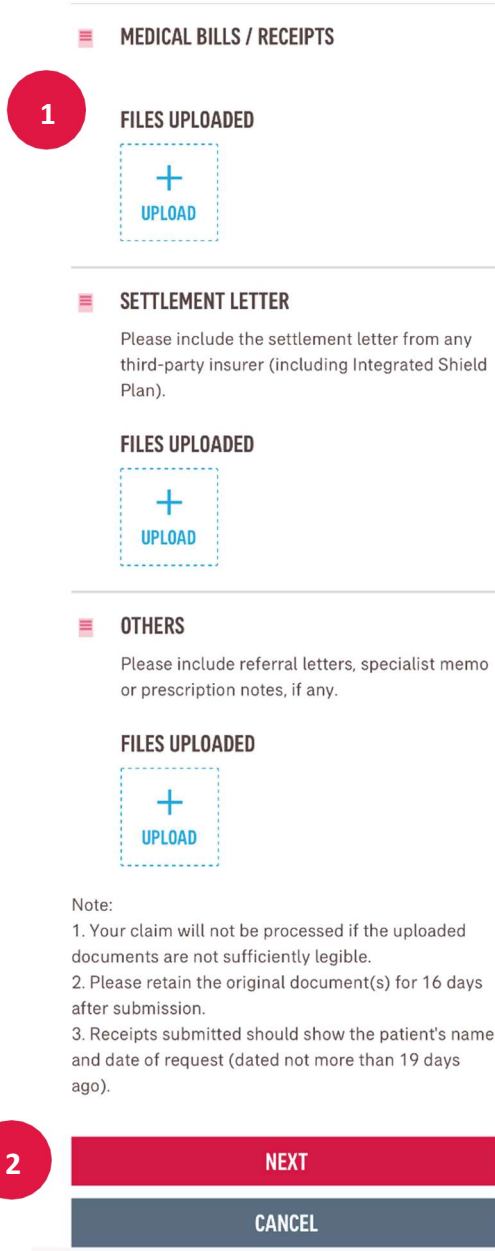 MEDICAL BILLS / RECEIPTS
1
FILES UPLOADED
+
UPLOAD
SETTLEMENT LETTER
Please include the settlement letter from any
third-party insurer (including Integrated Shield
Plan).
FILES UPLOADED
+
UPLOAD
OTHERS
Please include referral letters, specialist memo
or prescription notes, if any.
FILES UPLOADED
+
UPLOAD
Note:
1. Your claim will not be processed if the uploaded
documents are not sufficiently legible.
2. Please retain the original document(s) for 16 days
after submission.
3. Receipts submitted should show the patient's name
and date of request (dated not more than 19 days
ago).
2
NEXT
CANCEL